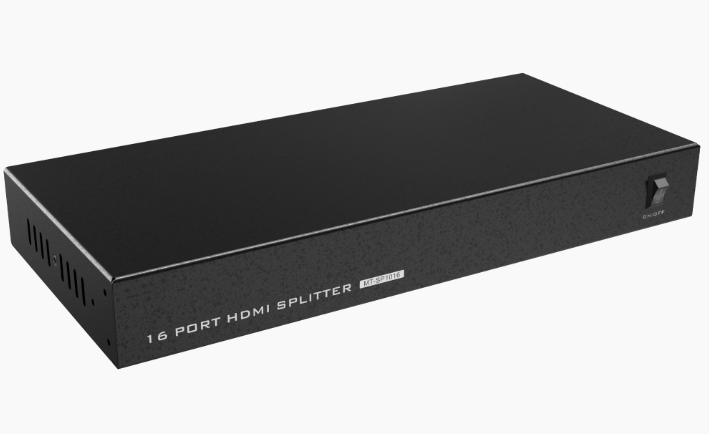 16 PORT HDMI SPLITTER MT-SP1016
ON/OFF